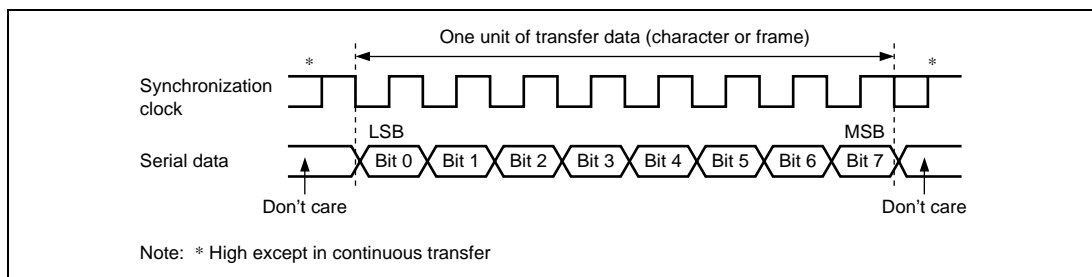 One unit of transfer data (character or frame)
* *
Synchronization
clock
LSB MSB
Serial data Bit 0 Bit 1 Bit 2 Bit 3 Bit 4 Bit 5 Bit 6 Bit 7
Don't care Don't care
Note: * High except in continuous transfer